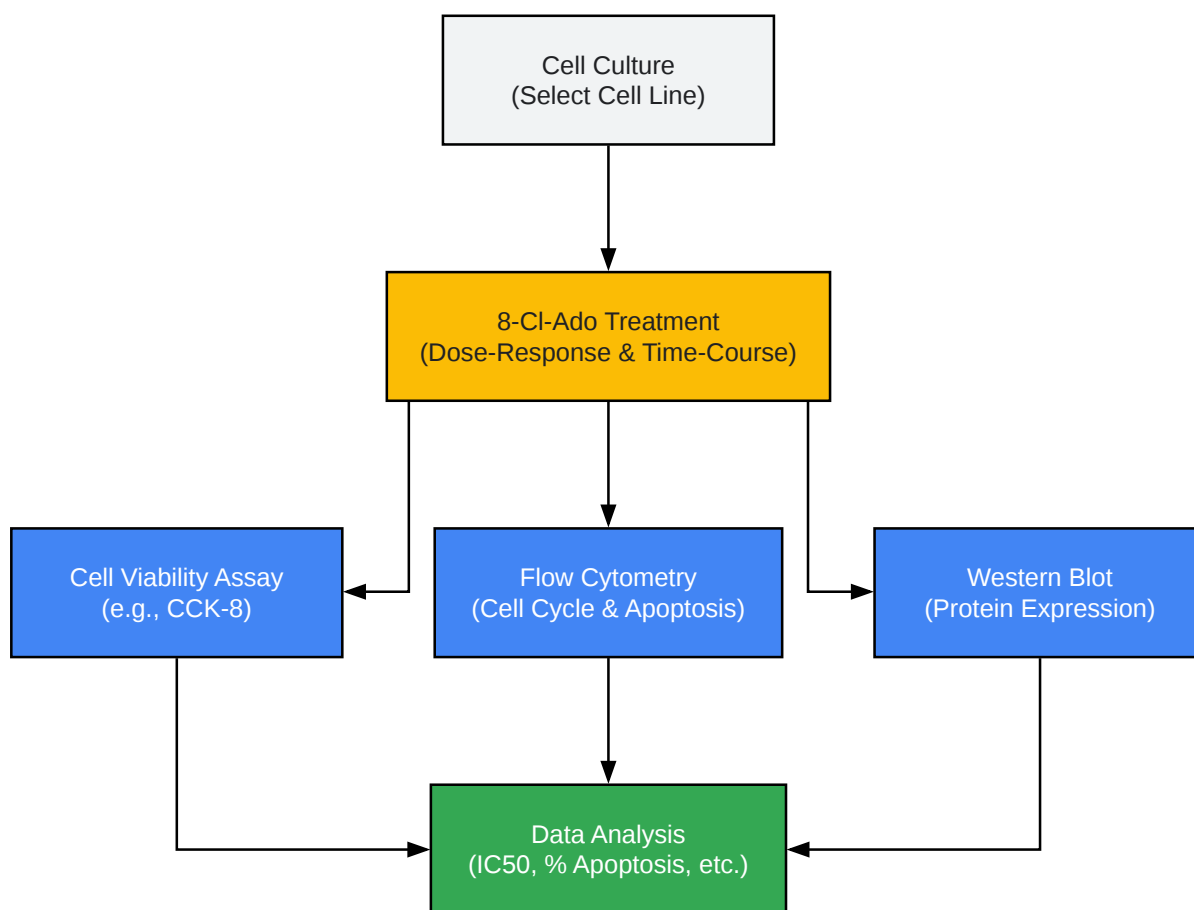 Cell Culture
(Select Cell Line)
8-Cl-Ado Treatment
(Dose-Response & Time-Course)
Cell Viability Assay
(e.g., CCK-8)
Flow Cytometry
(Cell Cycle & Apoptosis)
Western Blot
(Protein Expression)
Data Analysis
(IC50, % Apoptosis, etc.)